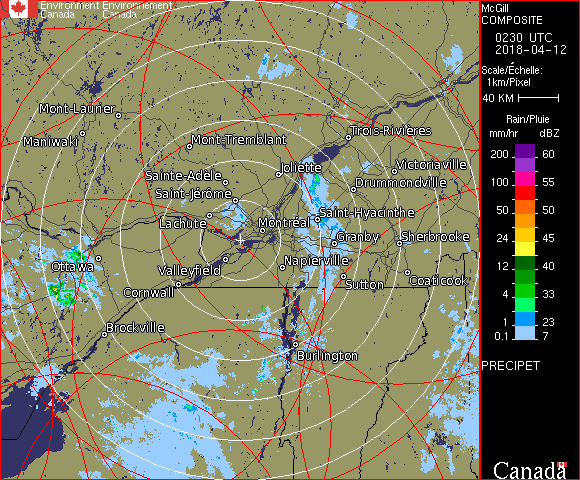 Environment Environnement
Canada Canada
McGill
COMPOSITE
0230 UTC
2018-04-12
Scale/Échelle:
1km/Pixel
40 KM
Rain/Pluie
mm/hr dBZ
200 60
100 55
50 50
24 45
12 40
4 33
1 23
0.1 7
PRECIPET
Canada
Mont-Laurier
Maniwaki
Mont-Tremblant
Trois-Rivières
Joliette
Victoriaville
Sainte-Adèle
Drummondville
Saint-Jérôme
Saint-Hyacinthe
Lachute
Montréal
Granby
Sherbrooke
Ottawa
Valleyfield
Napierville
Coaticook
Sutton
Cornwall
Brockville
Burlington